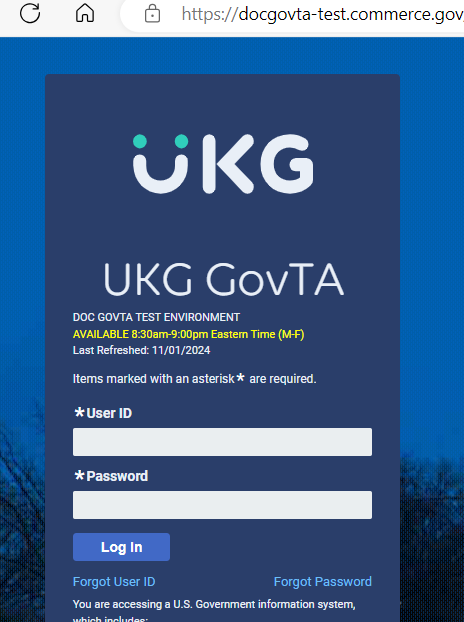 https://docgovta-test.commerce.gov
UKG
UKG GovTA
DOC GOVTA TEST ENVIRONMENT
AVAILABLE 8:30am-9:00pm Eastern Time (M-F)
Last Refreshed: 11/01/2024
Items marked with an asterisk* are required.
*User ID
*Password
Log In
Forgot User ID Forgot Password
You are accessing a U.S. Government information system,
which includes: